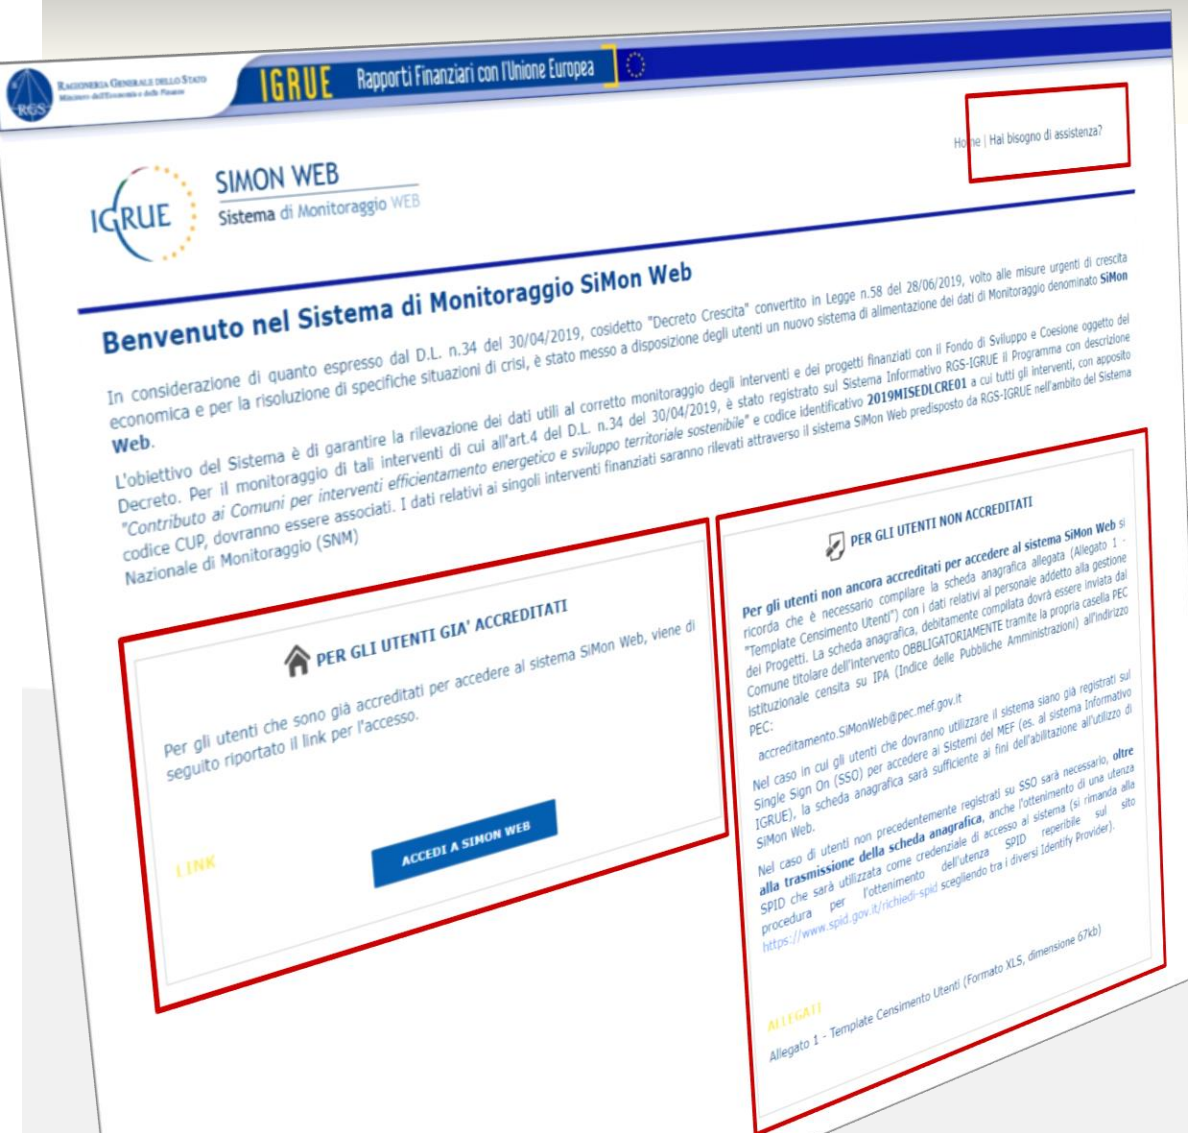 RGS
RAGIONERIA GENERALE DELLO STATO
Ministero dell'Economia e delle Finanze
IGRUE Rapporti Finanziari con l'Unione Europea
Home | Hai bisogno di assistenza?
IGRUE
SIMON WEB
Sistema di Monitoraggio WEB
Benvenuto nel Sistema di Monitoraggio SiMon Web
In considerazione di quanto espresso dal D.L. n.34 del 30/04/2019, cosidetto "Decreto Crescita" convertito in Legge n.58 del 28/06/2019, volto alle misure urgenti di crescita
economica e per la risoluzione di specifiche situazioni di crisi, è stato messo a disposizione degli utenti un nuovo sistema di alimentazione dei dati di Monitoraggio denominato SiMon
Web.
L'obiettivo del Sistema è di garantire la rilevazione dei dati utili al corretto monitoraggio degli interventi e dei progetti finanziati con il Fondo di Sviluppo e Coesione oggetto del
Decreto. Per il monitoraggio di tali interventi di cui all'art.4 del D.L. n.34 del 30/04/2019, è stato registrato sul Sistema Informativo RGS-IGRUE il Programma con descrizione
"Contributo ai Comuni per interventi efficientamento energetico e sviluppo territoriale sostenibile" e codice identificativo 2019MISEDLCRE01 a cui tutti gli interventi, con apposito
codice CUP, dovranno essere associati. I dati relativi ai singoli interventi finanziati saranno rilevati attraverso il sistema SiMon Web predisposto da RGS-IGRUE nell'ambito del Sistema
Nazionale di Monitoraggio (SNM)
PER GLI UTENTI GIA' ACCREDITATI
Per gli utenti che sono già accreditati per accedere al sistema SiMon Web, viene di
seguito riportato il link per l'accesso.
LINK
ACCEDI A SIMON WEB
PER GLI UTENTI NON ACCREDITATI
Per gli utenti non ancora accreditati per accedere al sistema SiMon Web si
ricorda che è necessario compilare la scheda anagrafica allegata (Allegato 1 -
"Template Censimento Utenti") con i dati relativi al personale addetto alla gestione
dei Progetti. La scheda anagrafica, debitamente compilata dovrà essere inviata dal
Comune titolare dell'intervento OBBLIGATORIAMENTE tramite la propria casella PEC
istituzionale censita su IPA (Indice delle Pubbliche Amministrazioni) all'indirizzo
PEC:
accreditamento.SiMonWeb@pec.mef.gov.it
Nel caso in cui gli utenti che dovranno utilizzare il sistema siano già registrati sul
Single Sign On (SSO) per accedere ai Sistemi del MEF (es. al sistema Informativo
IGRUE), la scheda anagrafica sarà sufficiente ai fini dell'abilitazione all'utilizzo di
SiMon Web.
Nel caso di utenti non precedentemente registrati su SSO sarà necessario, oltre
alla trasmissione della scheda anagrafica, anche l'ottenimento di una utenza
SPID che sarà utilizzata come credenziale di accesso al sistema (si rimanda alla
procedura per l'ottenimento dell'utenza SPID reperibile sul sito
https://www.spid.gov.it/richiedi-spid scegliendo tra i diversi Identify Provider).
ALLEGATI
Allegato 1 - Template Censimento Utenti (Formato XLS, dimensione 67kb)